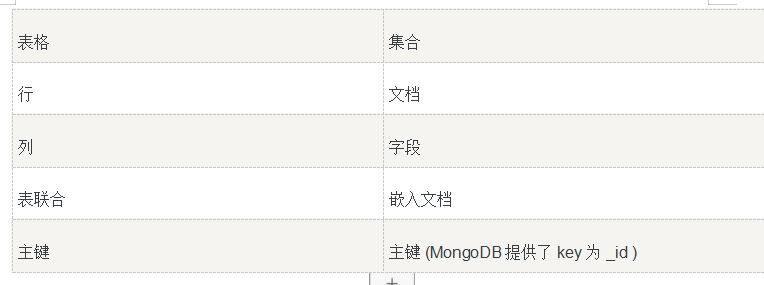 表格 集合
行 文档
列 字段
表联合 嵌入文档
主键 主键 (MongoDB 提供了 key 为 _id )